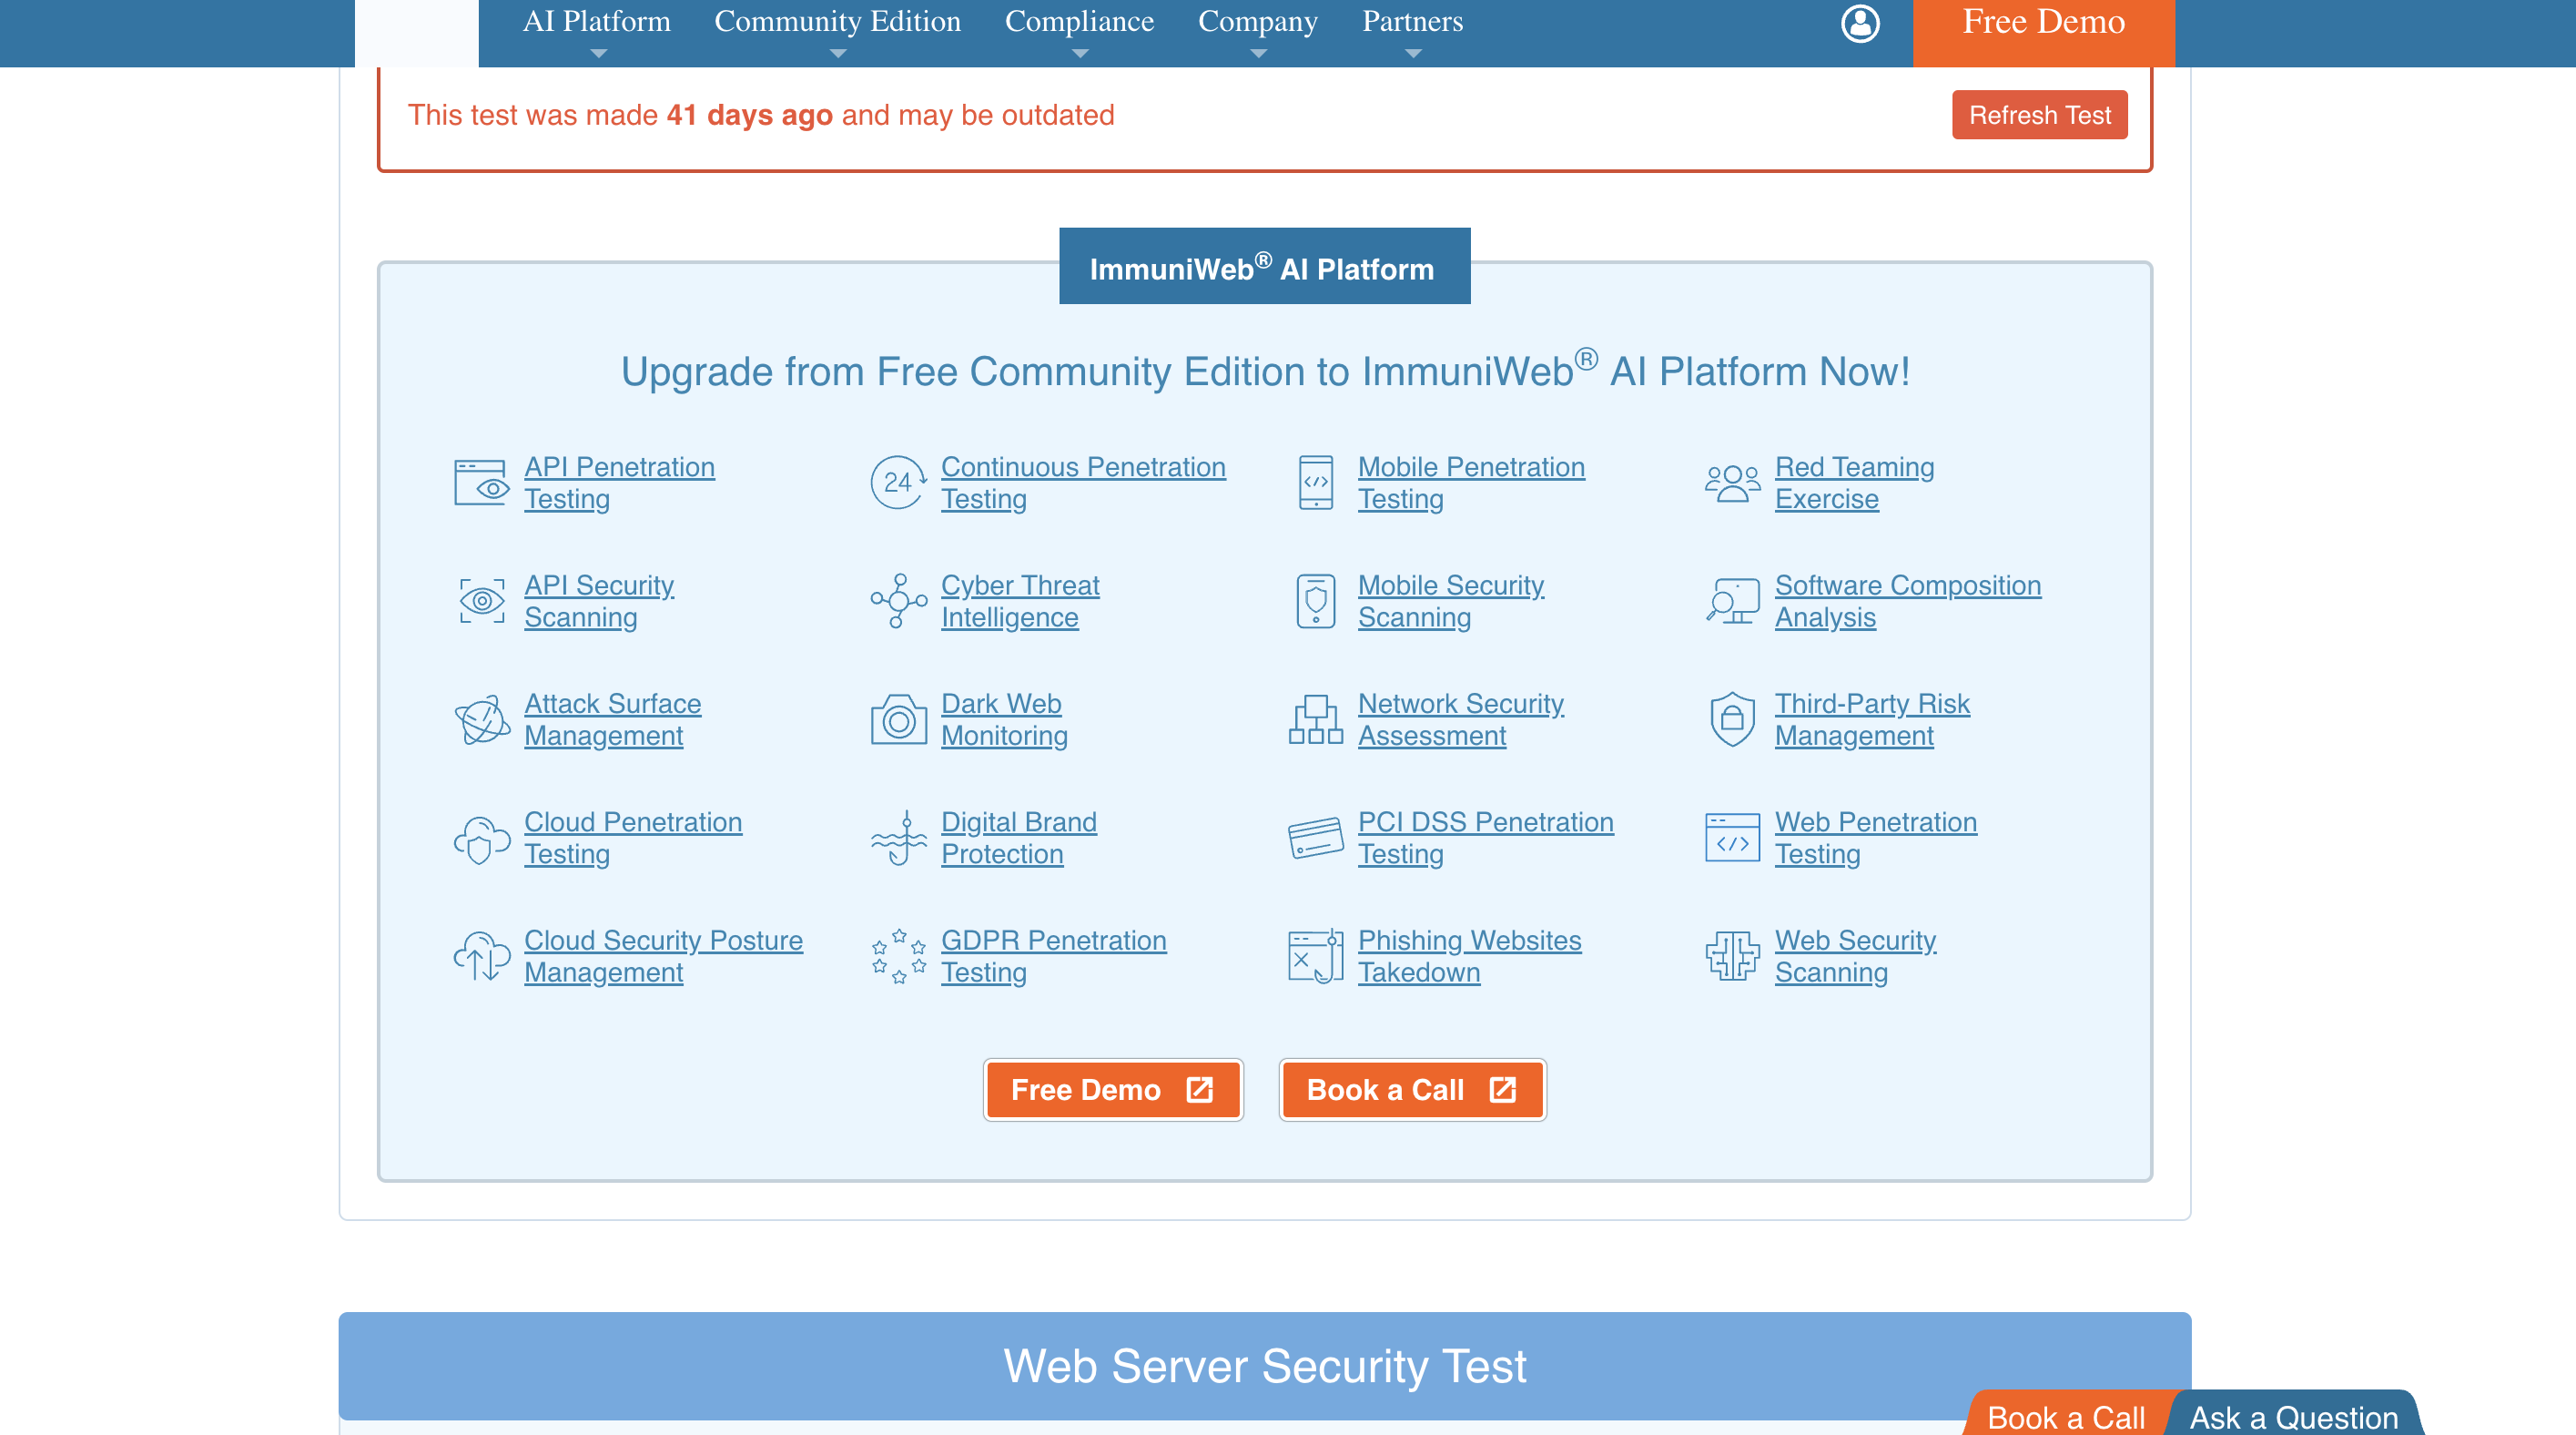 AI Platform Community Edition Compliance Company Partners Free Demo
This test was made 41 days ago and may be outdated Refresh Test
ImmuniWeb® AI Platform
Upgrade from Free Community Edition to ImmuniWeb® AI Platform Now!
API Penetration
Testing
24
Continuous Penetration
Testing
Mobile Penetration
Testing
Red Teaming
Exercise
API Security
Scanning
Cyber Threat
Intelligence
Mobile Security
Scanning
Software Composition
Analysis
Attack Surface
Management
Dark Web
Monitoring
Network Security
Assessment
Third-Party Risk
Management
Cloud Penetration
Testing
Digital Brand
Protection
PCI DSS Penetration
Testing
Web Penetration
Testing
Cloud Security Posture
Management
GDPR Penetration
Testing
Phishing Websites
Takedown
Web Security
Scanning
Free Demo Book a Call
Web Server Security Test
Book a Call Ask a Question